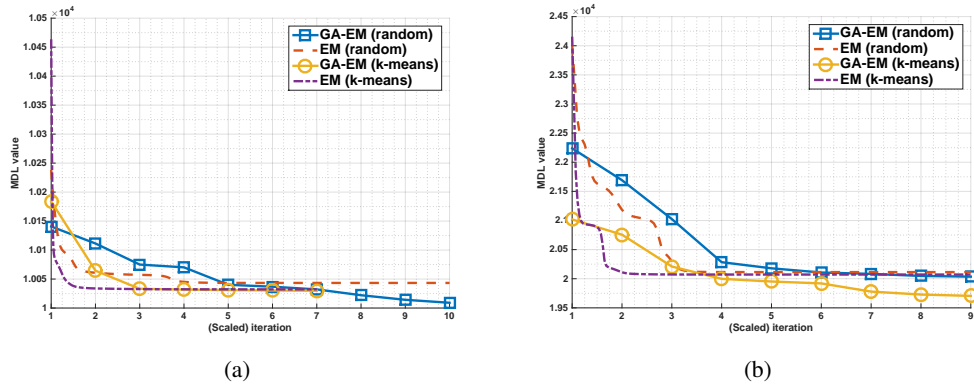 ×10⁴
1.05
1.045
1.04
1.035
1.03
1.025
1.02
1.015
1.01
1.005
1
MDL value
1 2 3 4 5 6 7 8 9 10
(Scaled) iteration
GA-EM (random)
EM (random)
GA-EM (k-means)
EM (k-means)
(a)
×10⁴
2.45
2.4
2.35
2.3
2.25
2.2
2.15
2.1
2.05
2
1.95
MDL value
1 2 3 4 5 6 7 8 9
(Scaled) iteration
GA-EM (random)
EM (random)
GA-EM (k-means)
EM (k-means)
(b)